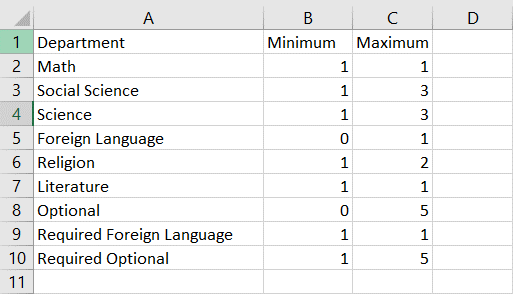 A B C D
1 Department Minimum Maximum
2 Math 1 1
3 Social Science 1 3
4 Science 1 3
5 Foreign Language 0 1
6 Religion 1 2
7 Literature 1 1
8 Optional 0 5
9 Required Foreign Language 1 1
10 Required Optional 1 5
11